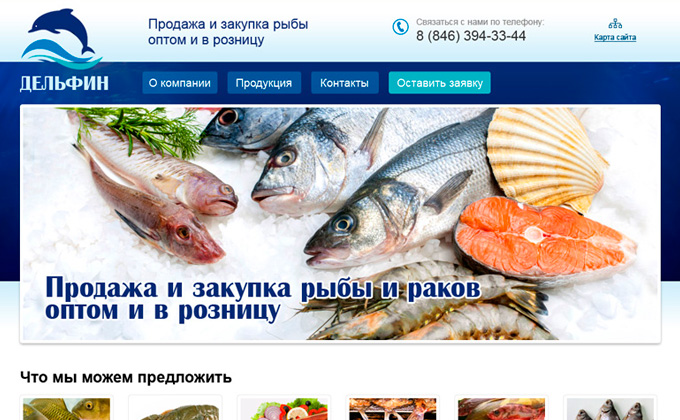 Продажа и закупка рыбы
оптом и в розницу
Связаться с нами по телефону:
8 (846) 394-33-44
Карта сайта
ДЕЛЬФИН
О компании
Продукция
Контакты
Оставить заявку
Продажа и закупка рыбы и раков
оптом и в розницу
Что мы можем предложить